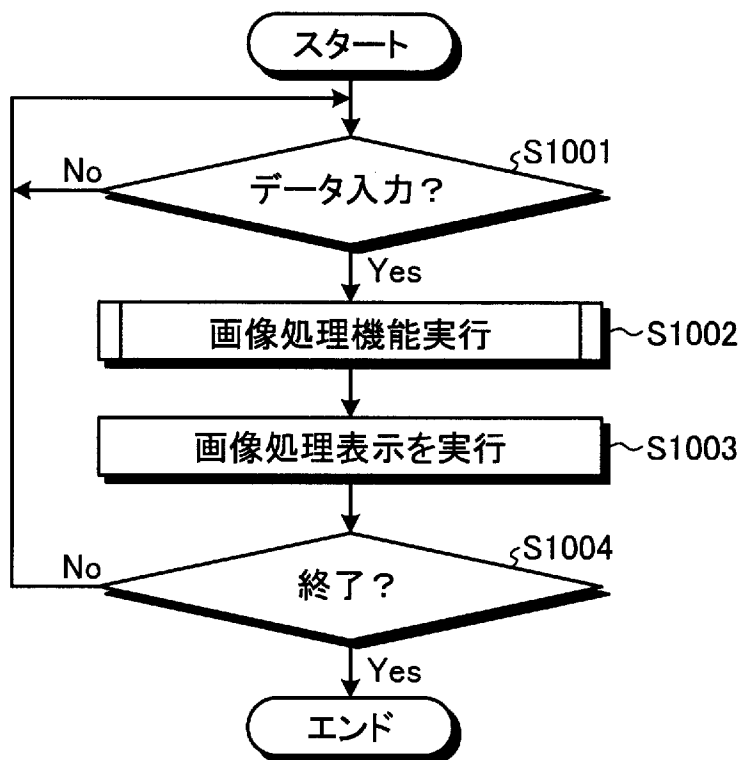 スタート
S1001
No
データ入力？
Yes
画像処理機能実行
S1002
画像処理表示を実行
S1003
S1004
No
終了？
Yes
エンド